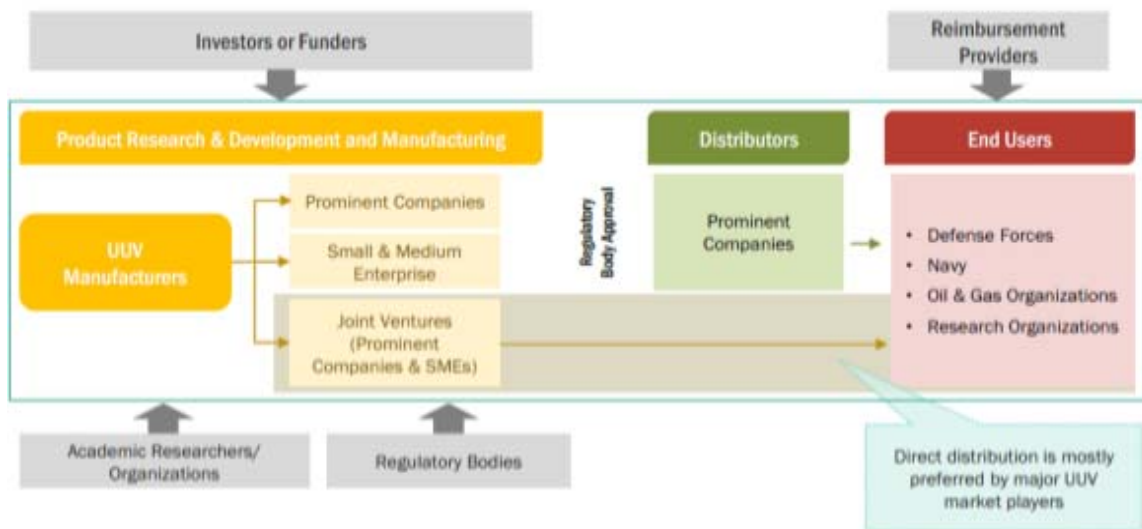 Investors or Funders
Reimbursement
Providers
Product Research & Development and Manufacturing
Distributors
End Users
UUV
Manufacturers
Prominent Companies
Small & Medium
Enterprise
Joint Ventures
(Prominent
Companies & SMEs)
Regulatory
Body Approval
Prominent
Companies
• Defense Forces
• Navy
• Oil & Gas Organizations
• Research Organizations
Academic Researchers/
Organizations
Regulatory Bodies
Direct distribution is mostly
preferred by major UUV
market players